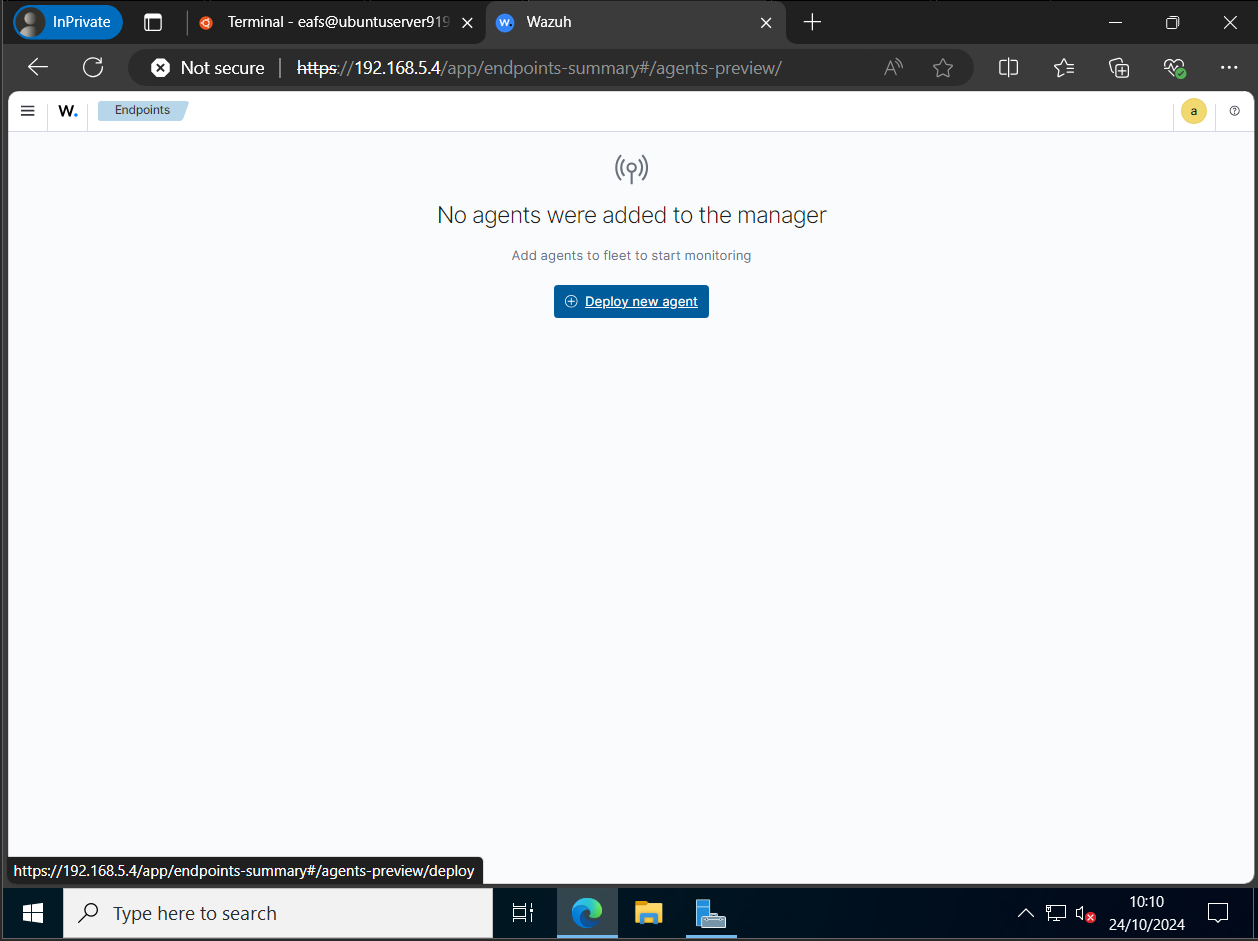 InPrivate
Terminal - eafs@ubuntuserver919
Wazuh
Not secure
https://192.168.5.4/app/endpoints-summary#/agents-preview/
W.
Endpoints
a
No agents were added to the manager
Add agents to fleet to start monitoring
Deploy new agent
https://192.168.5.4/app/endpoints-summary#/agents-preview/deploy
Type here to search
10:10
24/10/2024